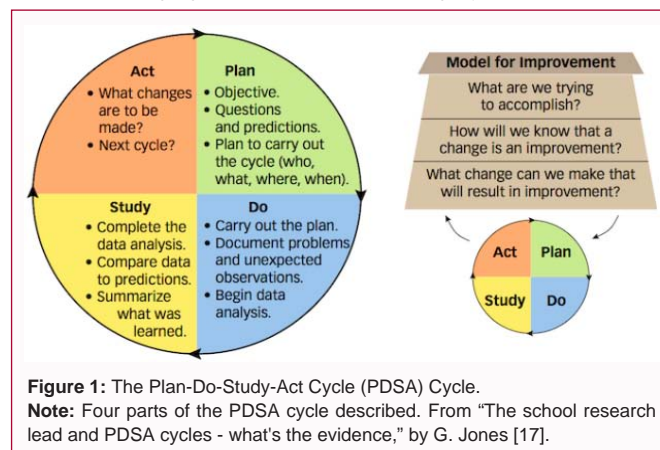 Act
• What changes
are to be
made?
• Next cycle?
Plan
• Objective.
• Questions
and predictions.
• Plan to carry out
the cycle (who,
what, where, when).
Study
• Complete the
data analysis.
• Compare data
to predictions.
• Summarize
what was
learned.
Do
• Carry out the plan.
• Document problems
and unexpected
observations.
• Begin data
analysis.
Model for Improvement
What are we trying
to accomplish?
How will we know that a
change is an improvement?
What change can we make that
will result in improvement?
Act
Plan
Study
Do
Figure 1: The Plan-Do-Study-Act Cycle (PDSA) Cycle.
Note: Four parts of the PDSA cycle described. From “The school research
lead and PDSA cycles - what's the evidence,” by G. Jones [17].